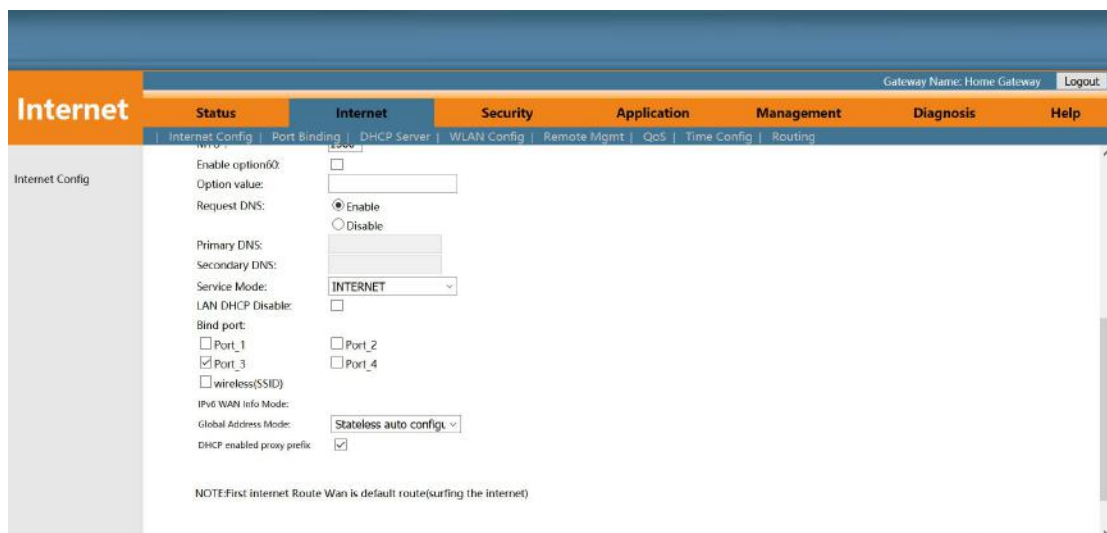 Gateway Name: Home Gateway Logout
Internet
Status Internet Security Application Management Diagnosis Help
| Internet Config | Port Binding | DHCP Server | WLAN Config | Remote Mgmt | QoS | Time Config | Routing
Internet Config
Enable option60:
Option value:
Request DNS: Enable
Disable
Primary DNS:
Secondary DNS:
Service Mode: INTERNET
LAN DHCP Disable:
Bind port:
Port_1 Port_2
Port_3 Port_4
wireless(SSID)
IPv6 WAN Info Mode:
Global Address Mode: Stateless auto configu
DHCP enabled proxy prefix
NOTE:First internet Route Wan is default route(surfing the internet)